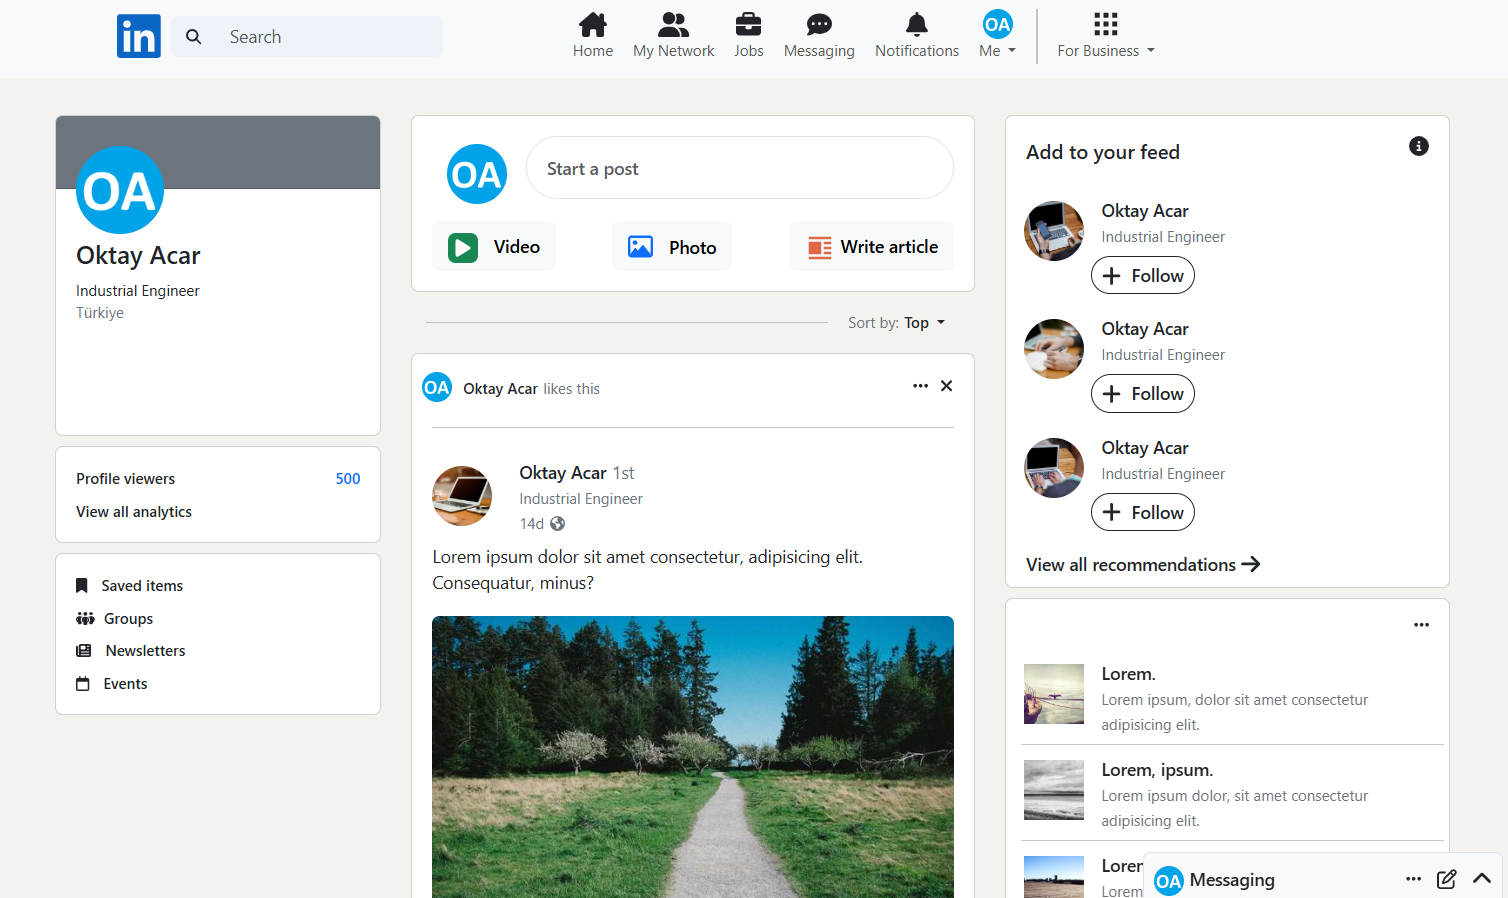 in
Search
Home
My Network
Jobs
Messaging
Notifications
OA
Me
For Business
OA
Oktay Acar
Industrial Engineer
Türkiye
Profile viewers 500
View all analytics
Saved items
Groups
Newsletters
Events
OA
Start a post
Video
Photo
Write article
Sort by: Top
OA
Oktay Acar likes this
Oktay Acar 1st
Industrial Engineer
14d
Lorem ipsum dolor sit amet consectetur, adipisicing elit.
Consequatur, minus?
Add to your feed
Oktay Acar
Industrial Engineer
Follow
Oktay Acar
Industrial Engineer
Follow
Oktay Acar
Industrial Engineer
Follow
View all recommendations
Lorem.
Lorem ipsum, dolor sit amet consectetur
adipisicing elit.
Lorem, ipsum.
Lorem ipsum dolor, sit amet consectetur
adipisicing elit.
Lorem
OA
Messaging